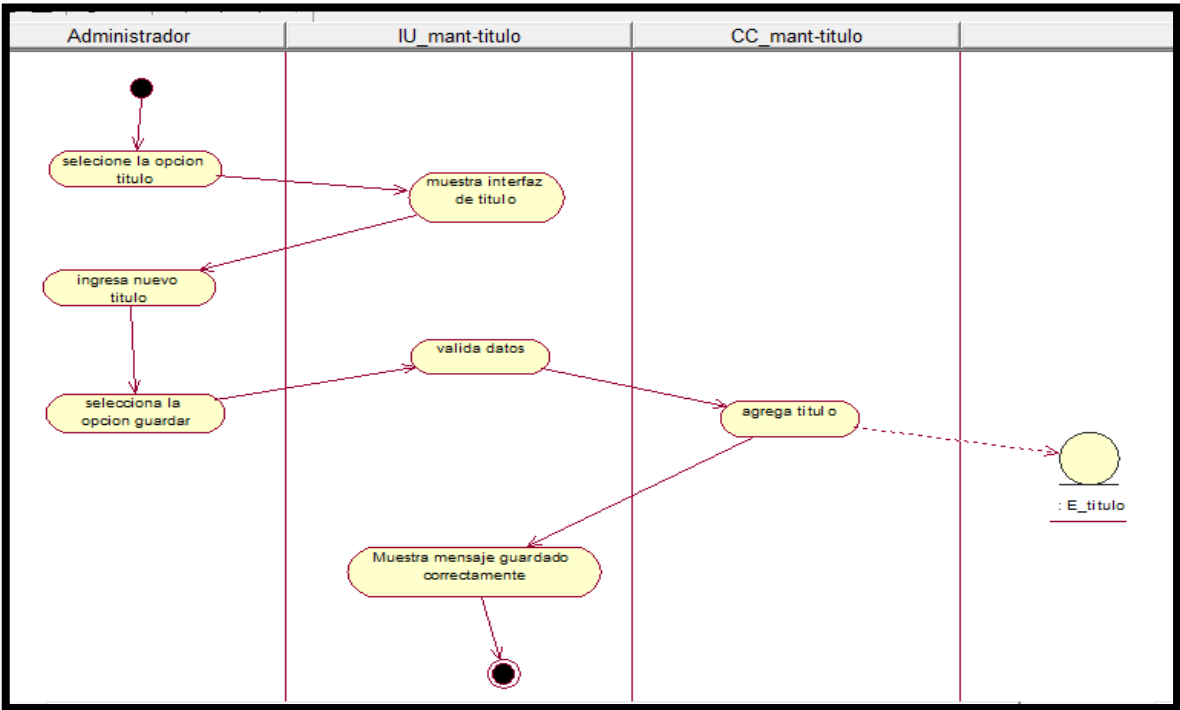 Administrador
IU_mant-titulo
CC_mant-titulo
selecione la opcion
titulo
muestra interfaz
de titulo
ingresa nuevo
titulo
valida datos
selecciona la
opcion guardar
agrega titulo
: E_titulo
Muestra mensaje guardado
correctamente